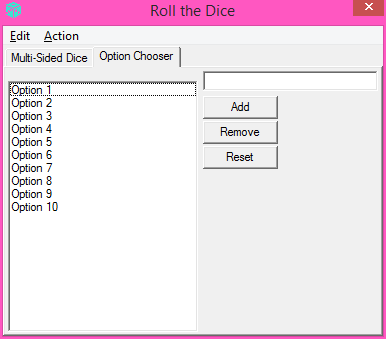 Roll the Dice
Edit Action
Multi-Sided Dice Option Chooser
Option 1
Option 2
Option 3
Option 4
Option 5
Option 6
Option 7
Option 8
Option 9
Option 10
Add
Remove
Reset